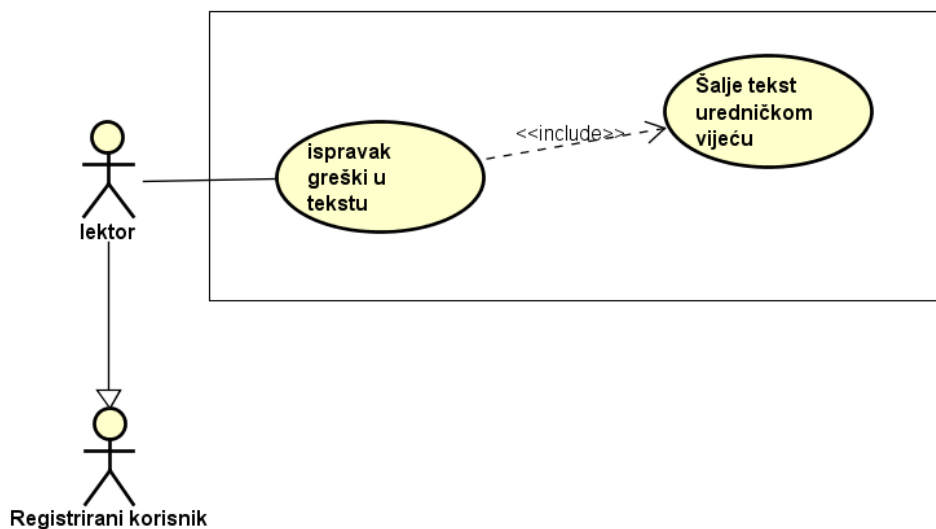 Šalje tekst
uredničkom
vijeću
<<include>>
ispravak
greški u
tekstu
lektor
Registrirani korisnik